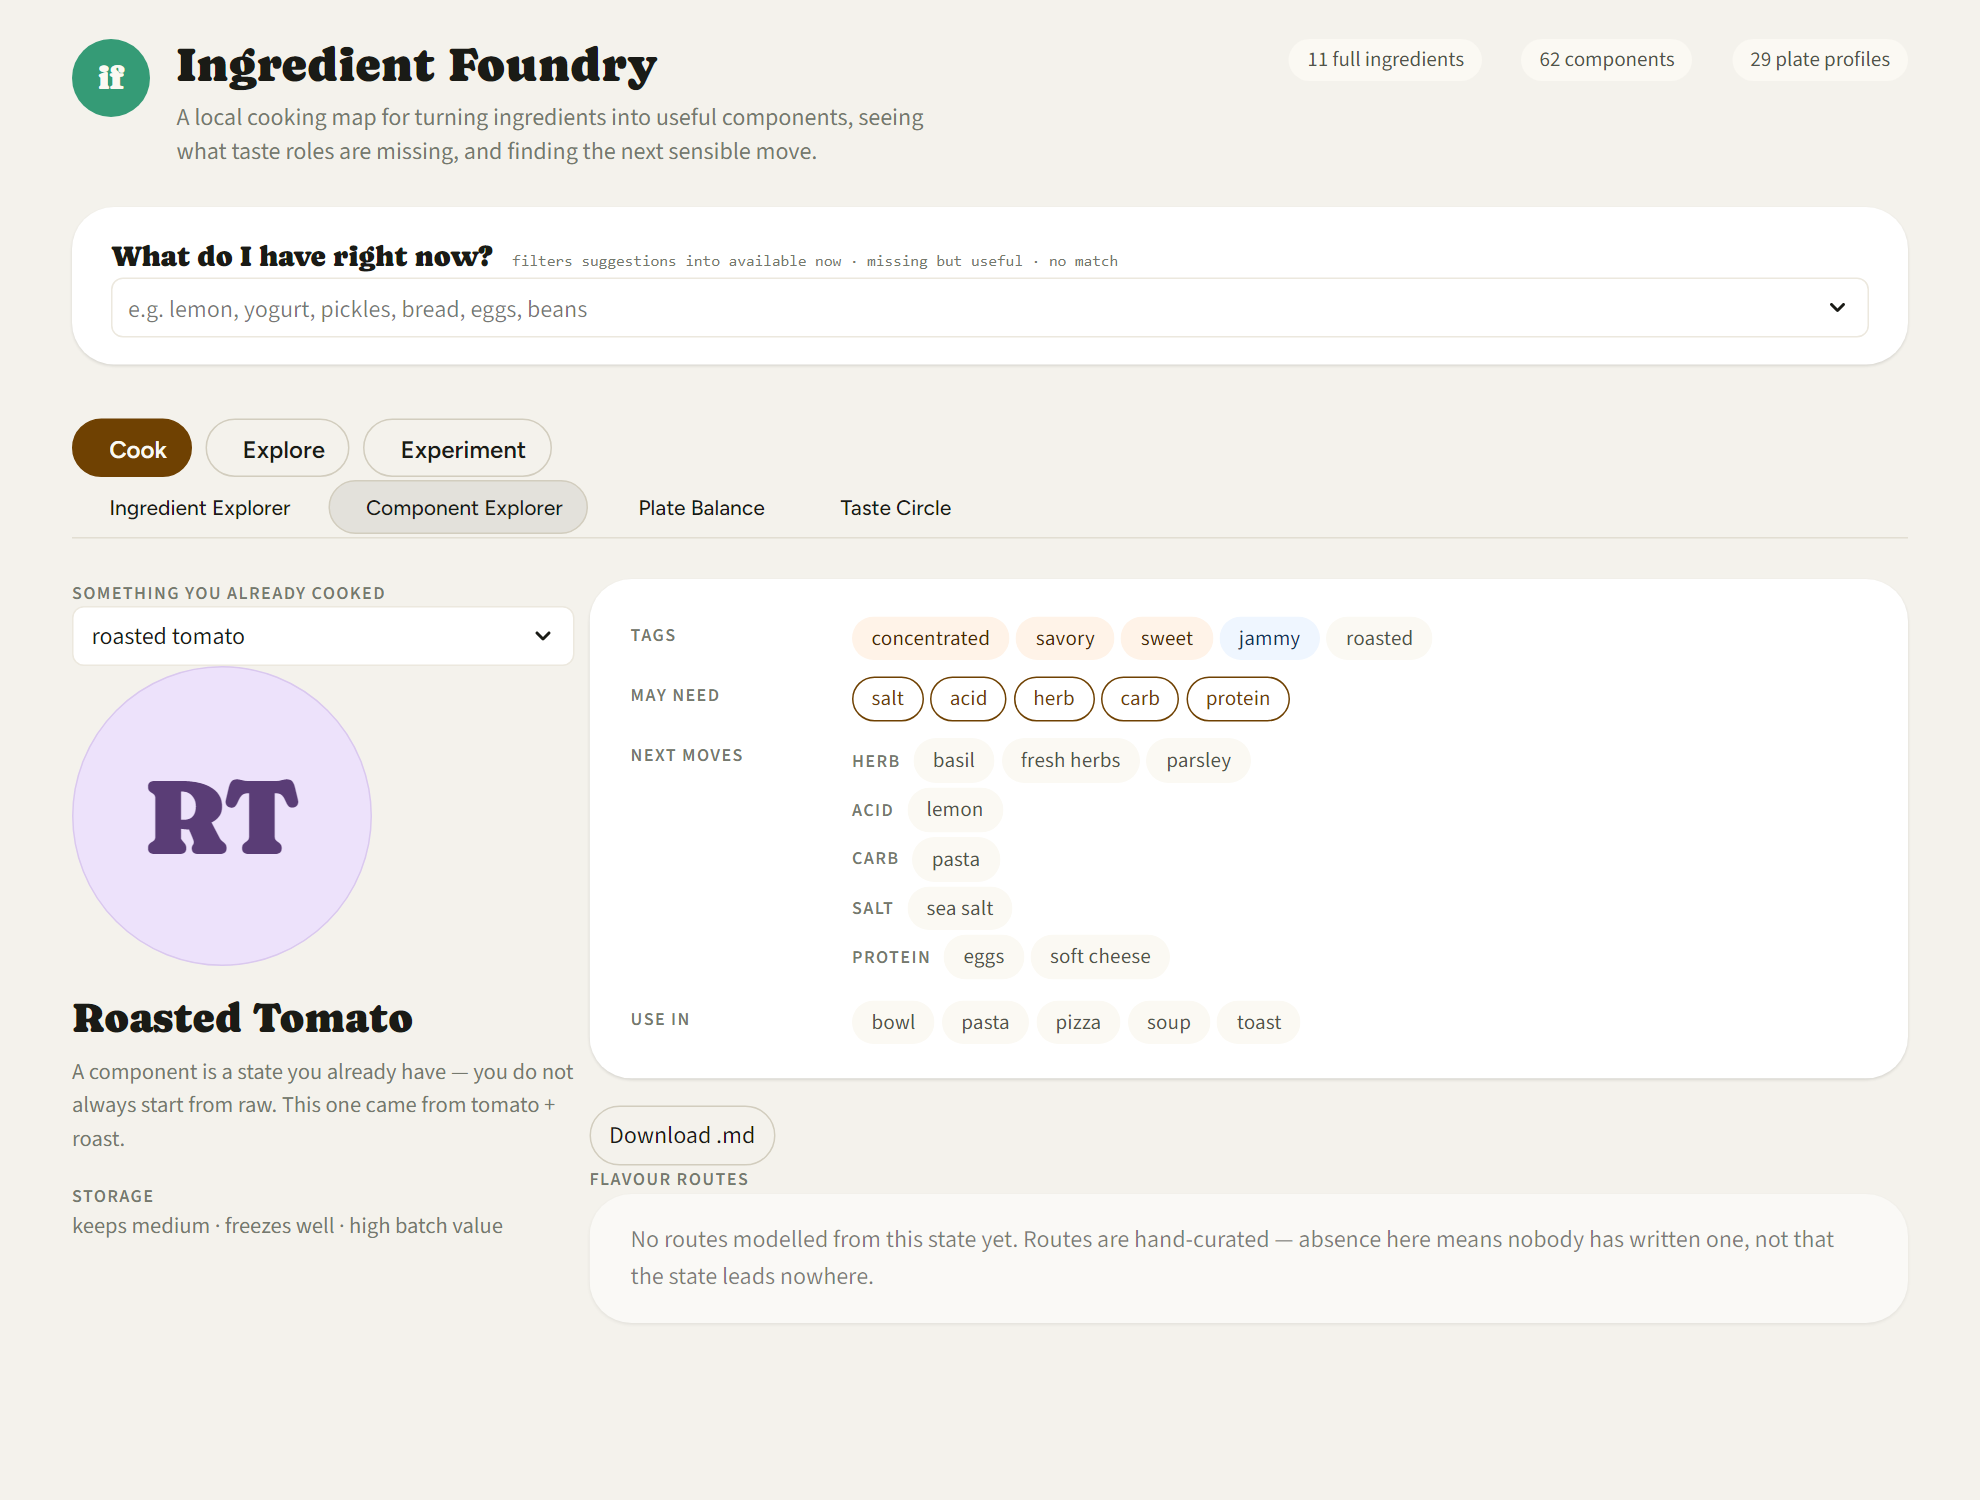 if
Ingredient Foundry
A local cooking map for turning ingredients into useful components, seeing
what taste roles are missing, and finding the next sensible move.
11 full ingredients
62 components
29 plate profiles
What do I have right now? filters suggestions into available now · missing but useful · no match
e.g. lemon, yogurt, pickles, bread, eggs, beans
Cook Explore Experiment
Ingredient Explorer Component Explorer Plate Balance Taste Circle
SOMETHING YOU ALREADY COOKED
roasted tomato
RT
Roasted Tomato
A component is a state you already have — you do not
always start from raw. This one came from tomato +
roast.
STORAGE
keeps medium · freezes well · high batch value
TAGS concentrated savory sweet jammy roasted
MAY NEED salt acid herb carb protein
NEXT MOVES HERB basil fresh herbs parsley
ACID lemon
CARB pasta
SALT sea salt
PROTEIN eggs soft cheese
USE IN bowl pasta pizza soup toast
Download .md
FLAVOUR ROUTES
No routes modelled from this state yet. Routes are hand-curated — absence here means nobody has written one, not that
the state leads nowhere.